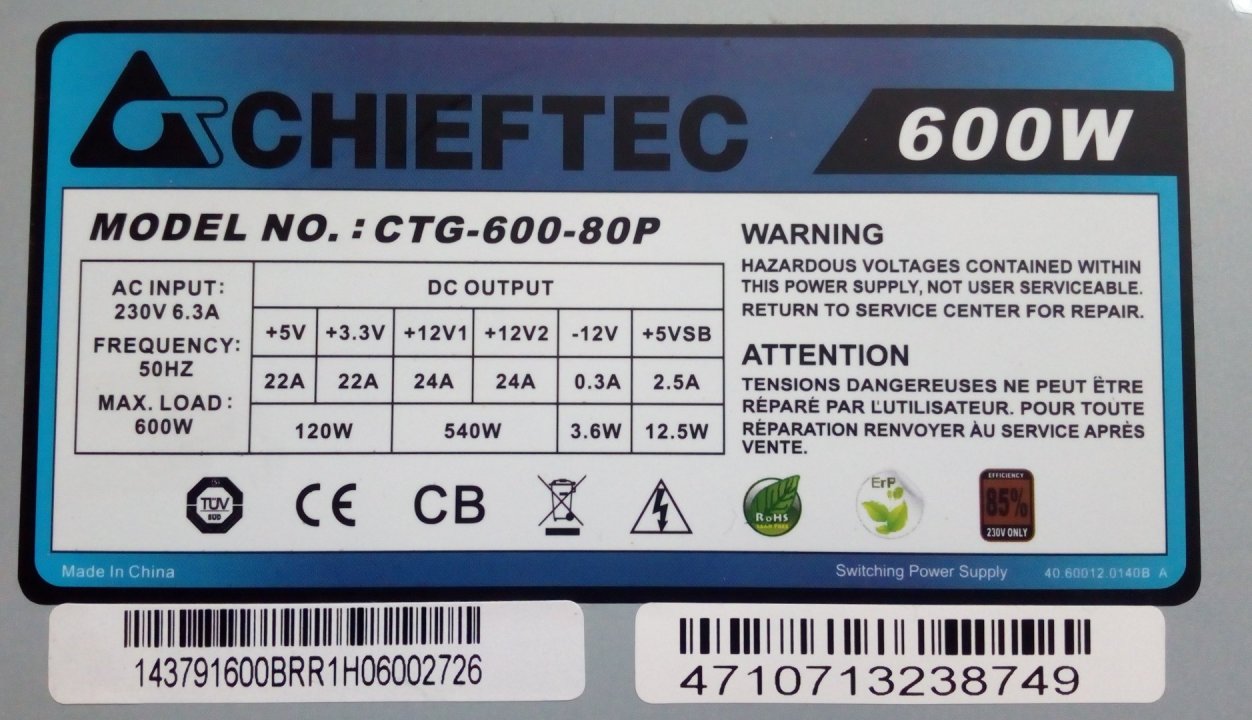 CHIEFTEC
600W
MODEL NO. : CTG-600-80P
AC INPUT:
230V 6.3A
FREQUENCY:
50HZ
MAX. LOAD :
600W
DC OUTPUT
+5V +3.3V +12V1 +12V2 -12V +5VSB
22A 22A 24A 24A 0.3A 2.5A
120W 540W 3.6W 12.5W
WARNING
HAZARDOUS VOLTAGES CONTAINED WITHIN
THIS POWER SUPPLY, NOT USER SERVICEABLE.
RETURN TO SERVICE CENTER FOR REPAIR.
ATTENTION
TENSIONS DANGEREUSES NE PEUT ËTRE
RÉPARÉ PAR L'UTILISATEUR. POUR TOUTE
RÉPARATION RENVOYER ÀU SERVICE APRÈS
VENTE.
TÜV
SÜD
CE
CB
RoHS
ErP
EFFICIENCY
85%
230V ONLY
Made In China
Switching Power Supply
40.60012.0140B A
143791600BRR1H06002726
4710713238749